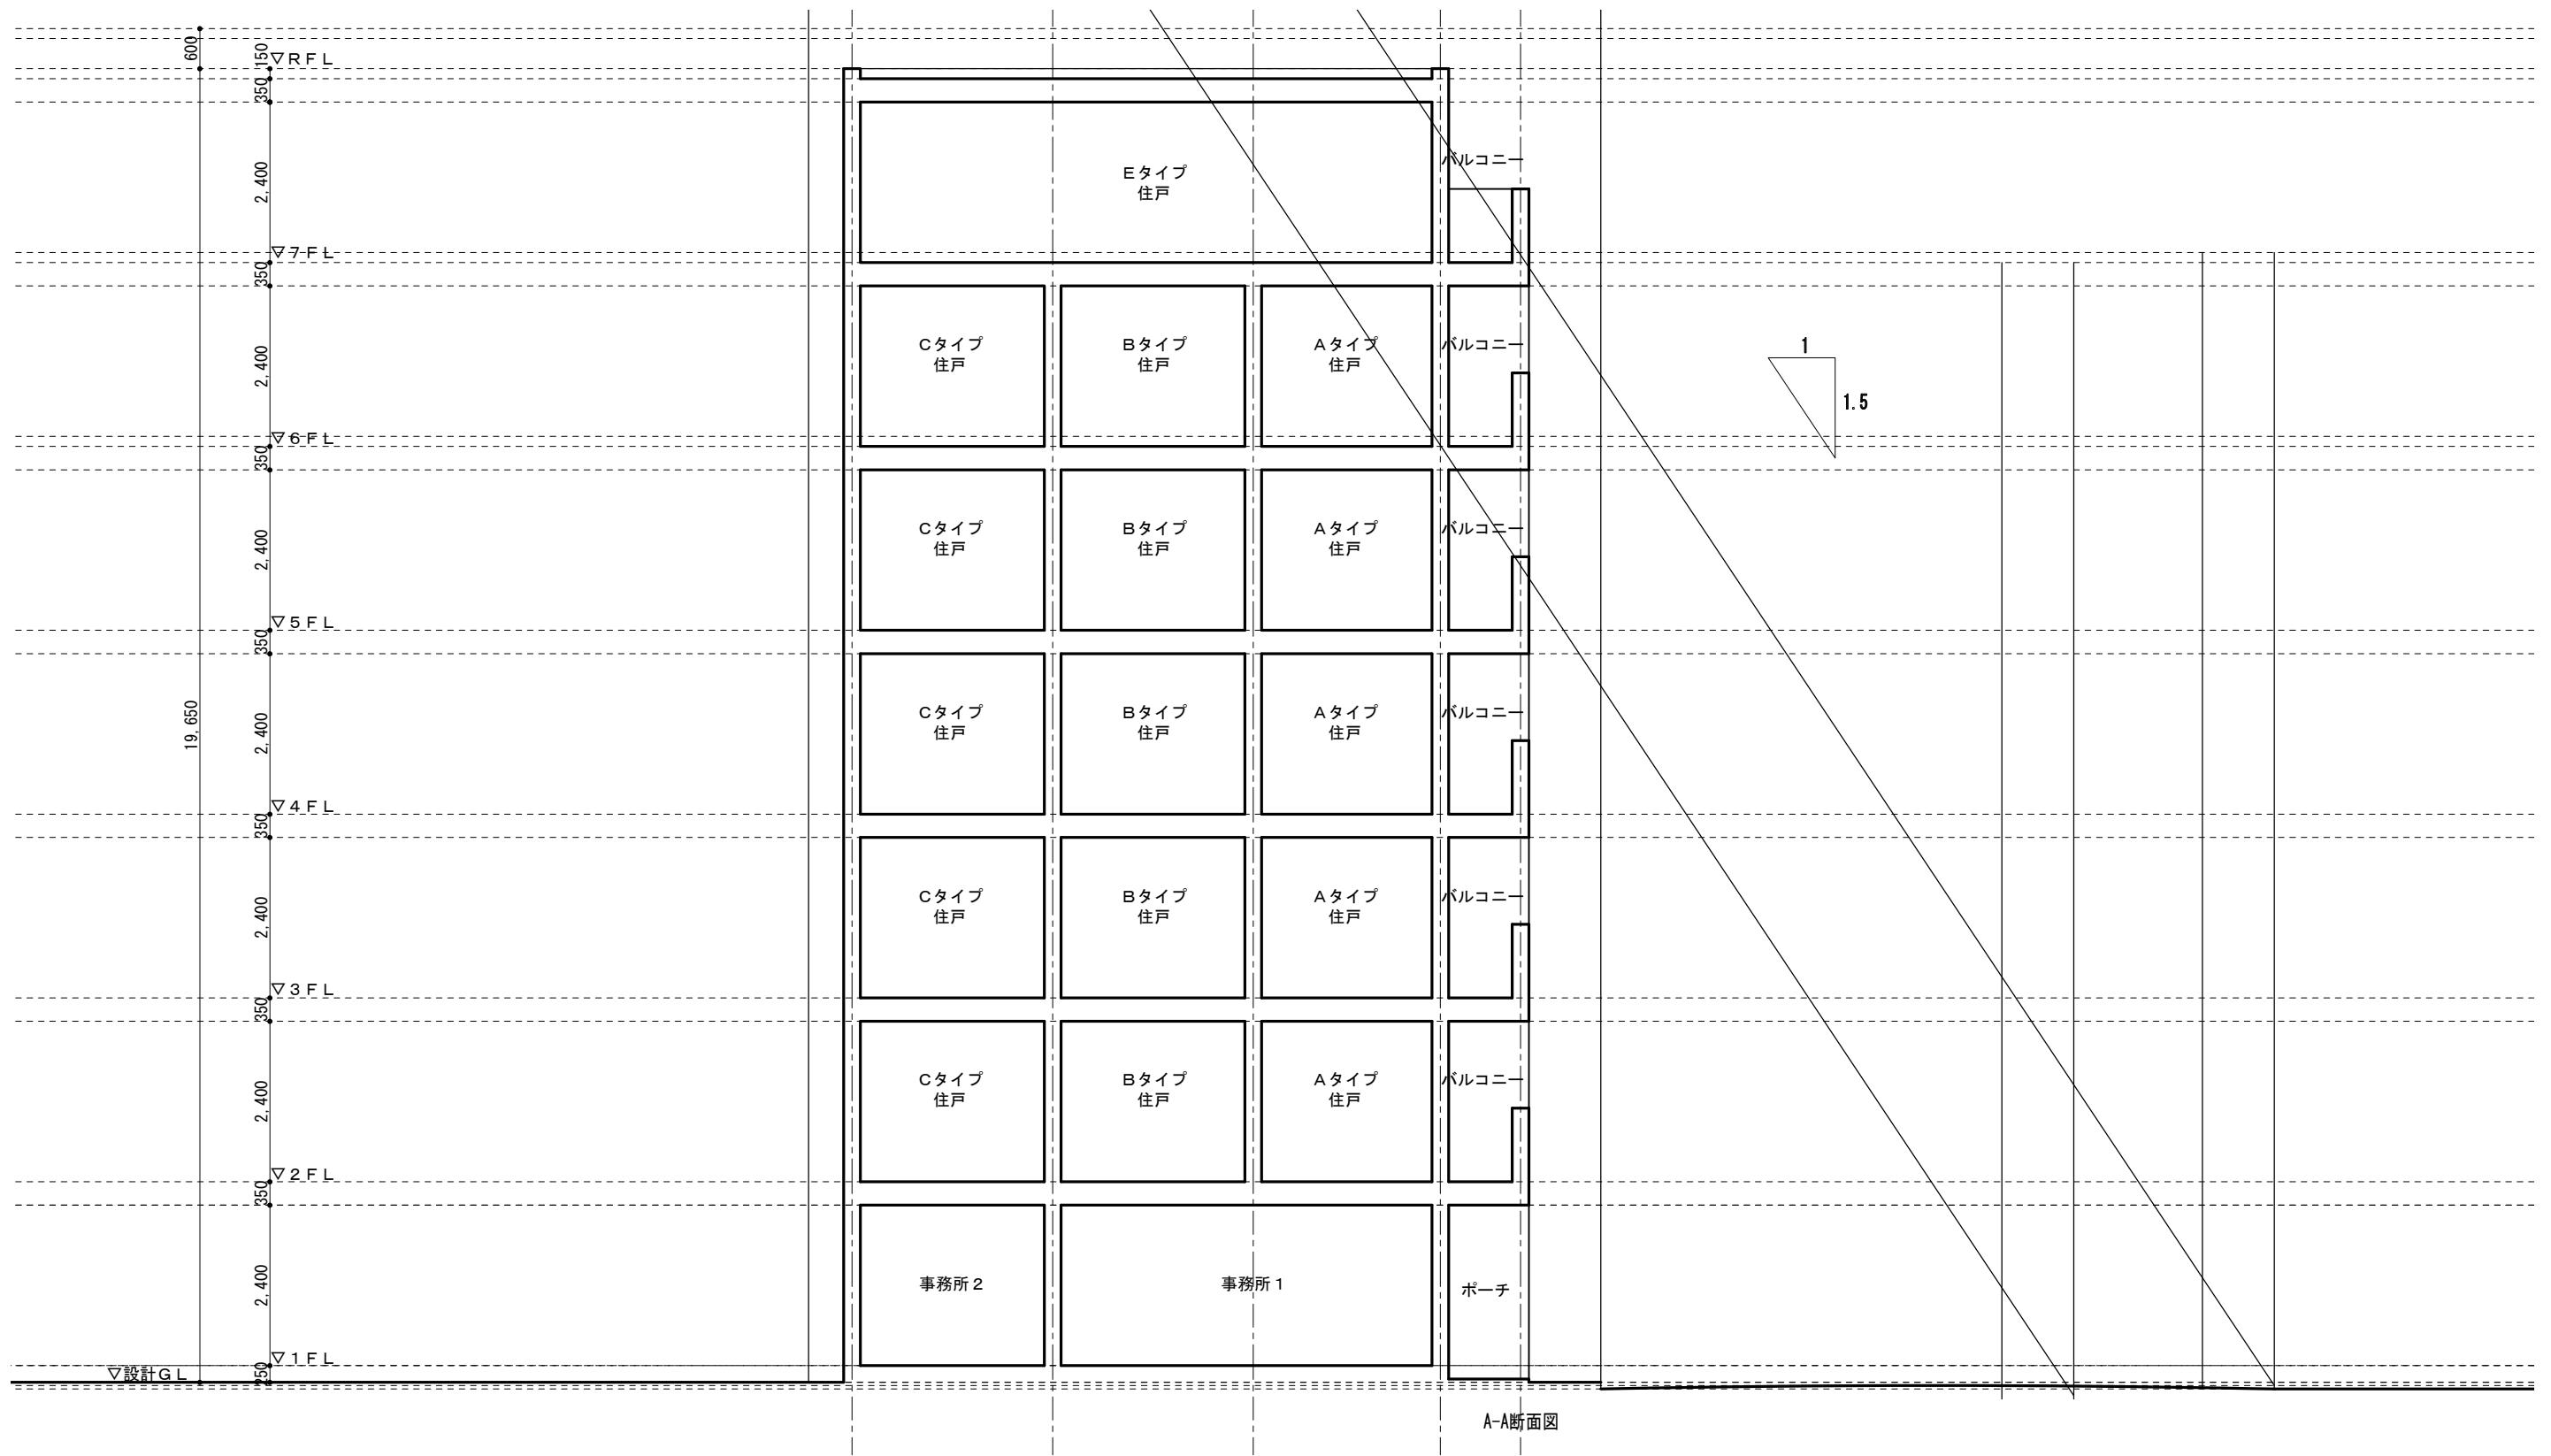 600
150
▽ＲＦＬ
350
Ｅタイプ
住戸
バルコニー
2,400
▽７ＦＬ
350
Ｃタイプ
住戸
Ｂタイプ
住戸
Ａタイプ
住戸
バルコニー
2,400
1
1.5
▽６ＦＬ
350
Ｃタイプ
住戸
Ｂタイプ
住戸
Ａタイプ
住戸
バルコニー
2,400
▽５ＦＬ
350
19,650
Ｃタイプ
住戸
Ｂタイプ
住戸
Ａタイプ
住戸
バルコニー
2,400
▽４ＦＬ
350
Ｃタイプ
住戸
Ｂタイプ
住戸
Ａタイプ
住戸
バルコニー
2,400
▽３ＦＬ
350
Ｃタイプ
住戸
Ｂタイプ
住戸
Ａタイプ
住戸
バルコニー
2,400
▽２ＦＬ
350
事務所２
事務所１
ポーチ
2,400
▽１ＦＬ
▽設計ＧＬ
250
A-A断面図